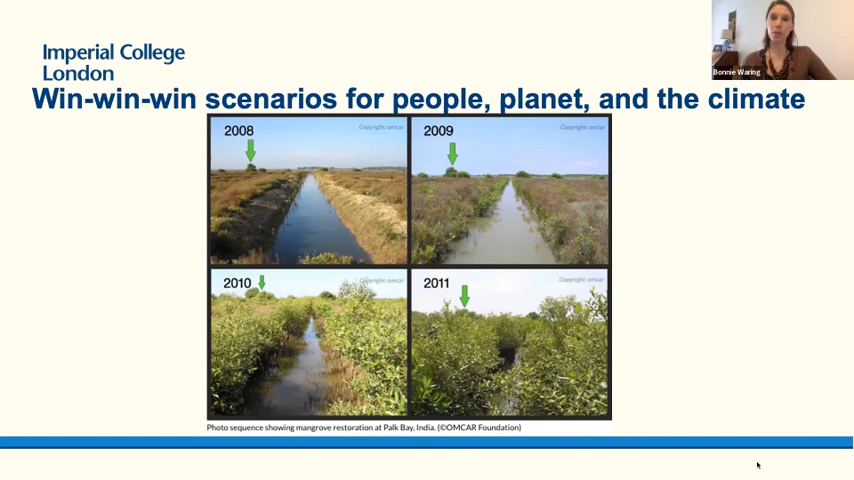 Bonnie Waring
Imperial College
London
Win-win-win scenarios for people, planet, and the climate
2008
Copyright: omcar
2009
Copyright: omcar
2010
Copyright: omcar
2011
Copyright: omcar
Photo sequence showing mangrove restoration at Palk Bay, India. (©OMCAR Foundation)